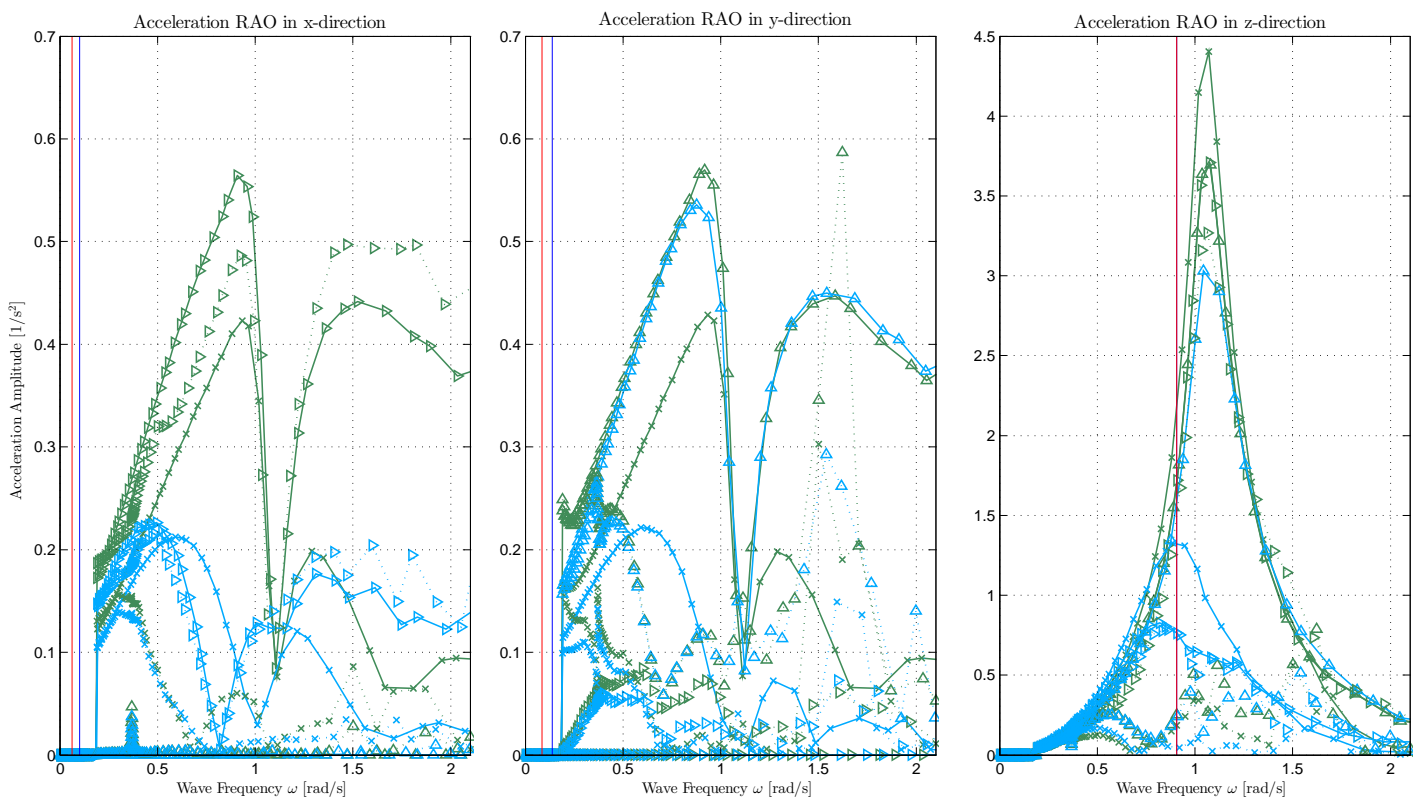 Acceleration RAO in x-direction
Acceleration RAO in y-direction
Acceleration RAO in z-direction
Acceleration Amplitude [1/s²]
0.7
0.6
0.5
0.4
0.3
0.2
0.1
0
0 0.5 1 1.5 2
Wave Frequency ω [rad/s]
0.7
0.6
0.5
0.4
0.3
0.2
0.1
0
0 0.5 1 1.5 2
Wave Frequency ω [rad/s]
4.5
4
3.5
3
2.5
2
1.5
1
0.5
0
0 0.5 1 1.5 2
Wave Frequency ω [rad/s]